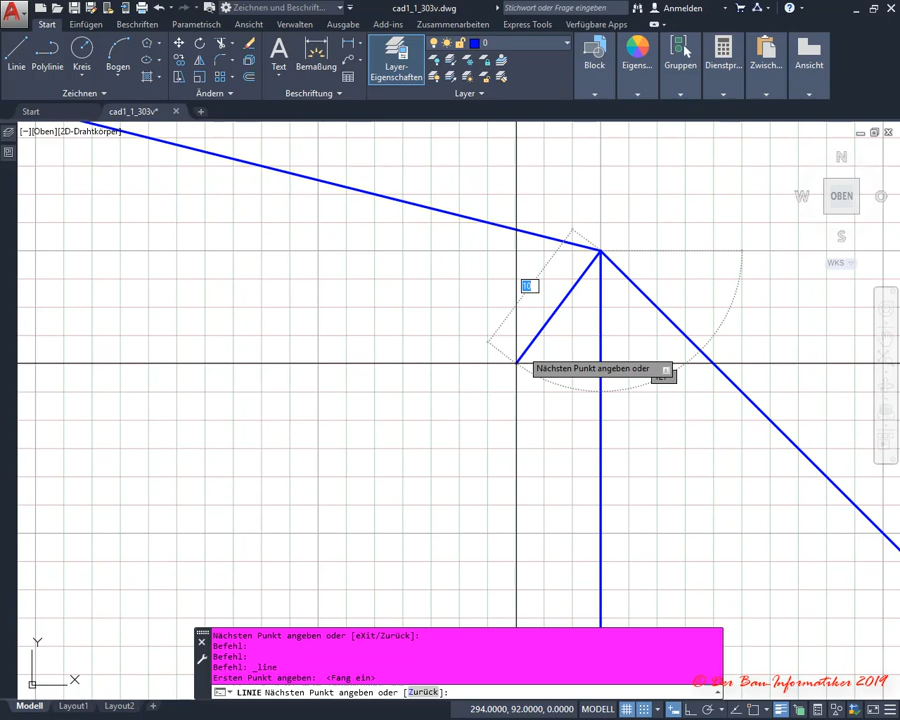 cad1_1_303v.dwg
Zeichnen und Beschrift...
Stichwort oder Frage eingeben
Anmelden
Start
Einfügen
Beschriften
Parametrisch
Ansicht
Verwalten
Ausgabe
Add-ins
Zusammenarbeiten
Express Tools
Verfügbare Apps
Linie
Polylinie
Kreis
Bogen
Text
Bemaßung
Layer-
Eigenschaften
0
Block
Eigens...
Gruppen
Dienstpr...
Zwisch...
Ansicht
Zeichnen
Ändern
Beschriftung
Layer
Start
cad1_1_303v*
[−][Oben][2D-Drahtkörper]
N
W
OBEN
O
S
WKS
10
Nächsten Punkt angeben oder
Y
X
Nächsten Punkt angeben oder [eXit/Zurück]:
Befehl:
Befehl:
Befehl: _line
Ersten Punkt angeben: <Fang ein>
LINIE Nächsten Punkt angeben oder [Zurück]:
© Der Bau-Informatiker 2019
Modell
Layout1
Layout2
294.0000, 92.0000, 0.0000
MODELL